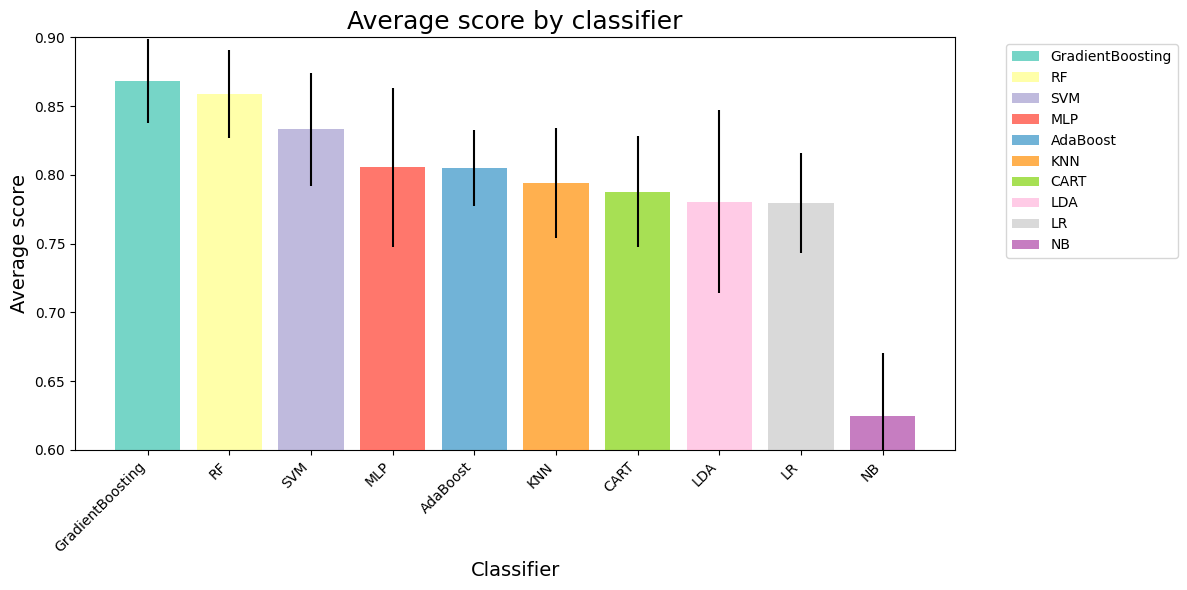 Average score by classifier
Average score
0.90
0.85
0.80
0.75
0.70
0.65
0.60
GradientBoosting
RF
SVM
MLP
AdaBoost
KNN
CART
LDA
LR
NB
Classifier
GradientBoosting
RF
SVM
MLP
AdaBoost
KNN
CART
LDA
LR
NB